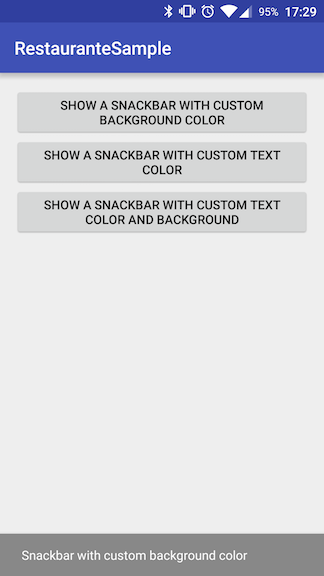 95% 17:29
RestauranteSample
SHOW A SNACKBAR WITH CUSTOM
BACKGROUND COLOR
SHOW A SNACKBAR WITH CUSTOM TEXT
COLOR
SHOW A SNACKBAR WITH CUSTOM TEXT
COLOR AND BACKGROUND
Snackbar with custom background color